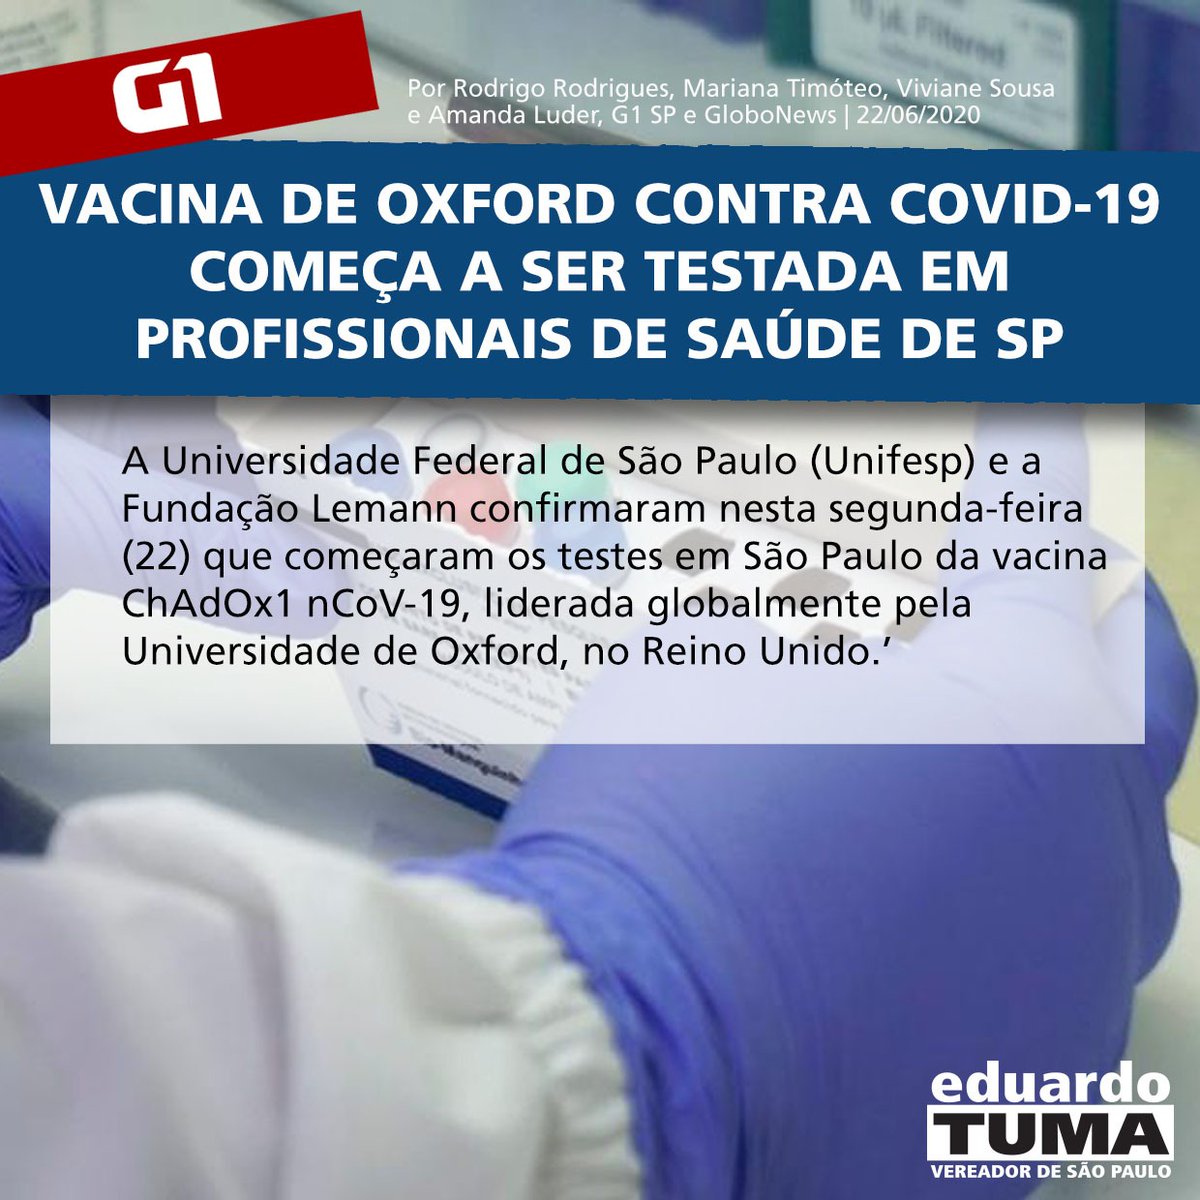 10 µL Filtered
G1
Por Rodrigo Rodrigues, Mariana Timóteo, Viviane Sousa
e Amanda Luder, G1 SP e GloboNews | 22/06/2020
VACINA DE OXFORD CONTRA COVID-19
COMEÇA A SER TESTADA EM
PROFISSIONAIS DE SAÚDE DE SP
A Universidade Federal de São Paulo (Unifesp) e a
Fundação Lemann confirmaram nesta segunda-feira
(22) que começaram os testes em São Paulo da vacina
ChAdOx1 nCoV-19, liderada globalmente pela
Universidade de Oxford, no Reino Unido.’
eduardo
TUMA
VEREADOR DE SÃO PAULO